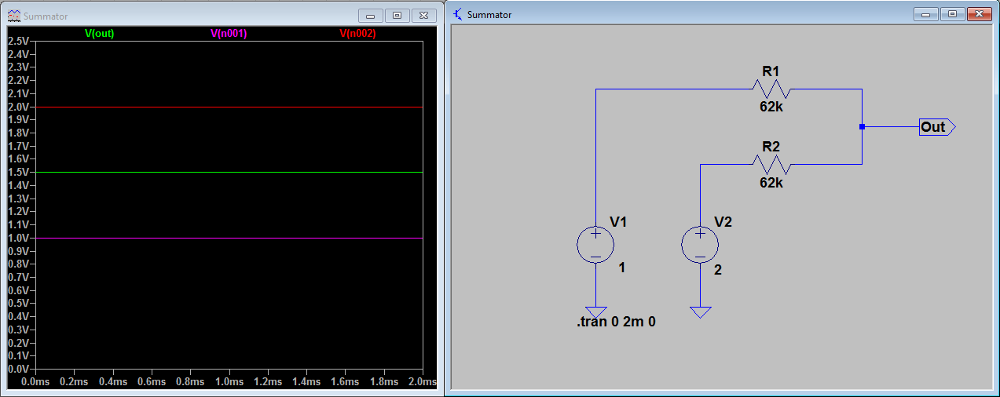 Summator
V(out) V(n001) V(n002)
2.5V
2.4V
2.3V
2.2V
2.1V
2.0V
1.9V
1.8V
1.7V
1.6V
1.5V
1.4V
1.3V
1.2V
1.1V
1.0V
0.9V
0.8V
0.7V
0.6V
0.5V
0.4V
0.3V
0.2V
0.1V
0.0V
0.0ms 0.2ms 0.4ms 0.6ms 0.8ms 1.0ms 1.2ms 1.4ms 1.6ms 1.8ms 2.0ms
Summator
R1
62k
Out
R2
62k
V1 V2
1 2
.tran 0 2m 0